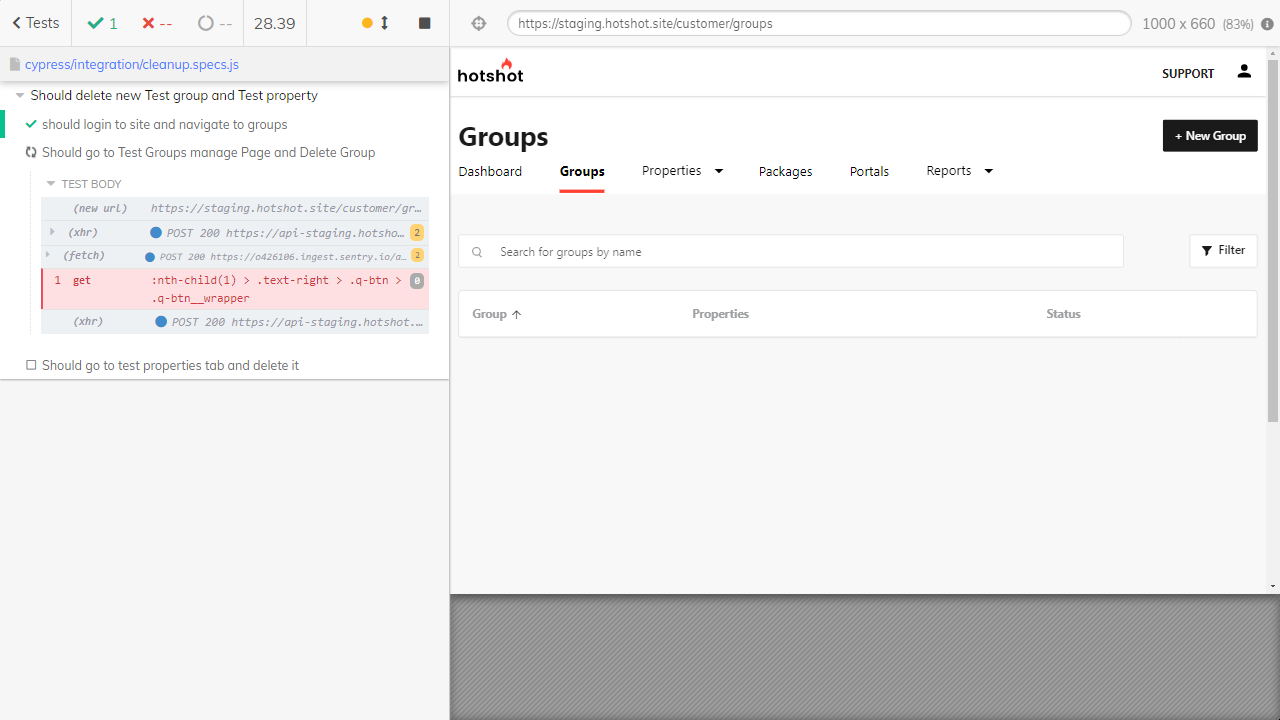 Tests
1
--
--
28.39
https://staging.hotshot.site/customer/groups
1000 x 660 (83%)
cypress/integration/cleanup.specs.js
Should delete new Test group and Test property
should login to site and navigate to groups
Should go to Test Groups manage Page and Delete Group
TEST BODY
(new url) https://staging.hotshot.site/customer/gr…
(xhr) POST 200 https://api-staging.hotsho… 2
(fetch) POST 200 https://o426106.ingest.sentry.io/a… 2
1 get :nth-child(1) > .text-right > .q-btn > 0
.q-btn__wrapper
(xhr) POST 200 https://api-staging.hotshot.…
Should go to test properties tab and delete it
hotshot
SUPPORT
Groups
+ New Group
Dashboard
Groups
Properties
Packages
Portals
Reports
Search for groups by name
Filter
Group
Properties
Status